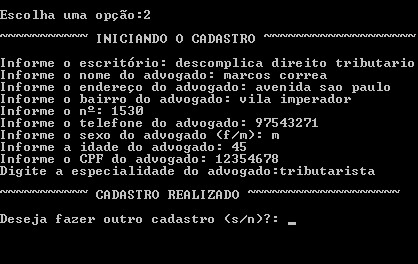 Escolha uma opção:2
~~~~~~~~~~~~ INICIANDO O CADASTRO ~~~~~~~~~~~~~~~~~~~~~
Informe o escritório: descomplica direito tributario
Informe o nome do advogado: marcos correa
Informe o endereço do advogado: avenida sao paulo
Informe o bairro do advogado: vila imperador
Informe o nº: 1530
Informe o telefone do advogado: 97543271
Informe o sexo do advogado (f/m): m
Informe a idade do advogado: 45
Informe o CPF do advogado: 12354678
Digite a especialidade do advogado:tributarista
~~~~~~~~~~~~ CADASTRO REALIZADO ~~~~~~~~~~~~~~~~~~~~~
Deseja fazer outro cadastro (s/n)?: _